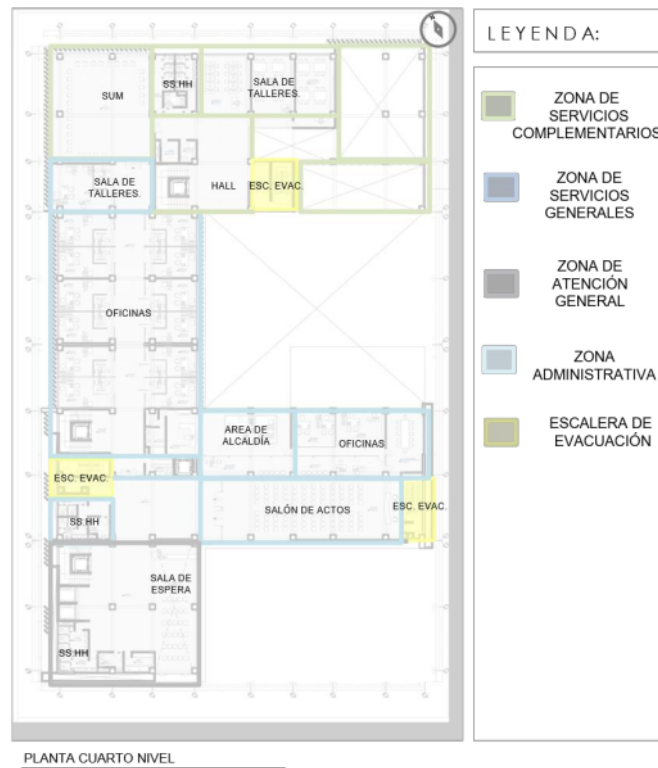 LEYENDA:
ZONA DE
SERVICIOS
COMPLEMENTARIOS
ZONA DE
SERVICIOS
GENERALES
ZONA DE
ATENCIÓN
GENERAL
ZONA
ADMINISTRATIVA
ESCALERA DE
EVACUACIÓN
SUM
SS.HH
SALA DE
TALLERES.
SALA DE
TALLERES.
HALL
ESC. EVAC.
OFICINAS
AREA DE
ALCALDÍA
OFICINAS
ESC. EVAC.
SS.HH
SALÓN DE ACTOS
ESC. EVAC.
SALA DE
ESPERA
SS.HH
PLANTA CUARTO NIVEL